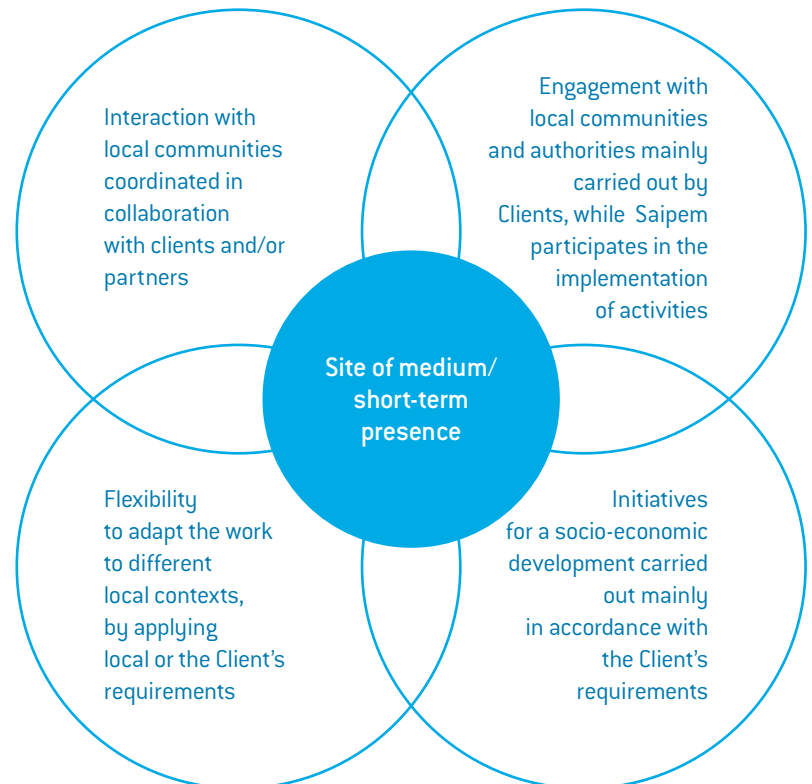 Interaction with
local communities
coordinated in
collaboration
with clients and/or
partners
Engagement with
local communities
and authorities mainly
carried out by
Clients, while Saipem
participates in the
implementation
of activities
Site of medium/
short-term
presence
Flexibility
to adapt the work
to different
local contexts,
by applying
local or the Client’s
requirements
Initiatives
for a socio-economic
development carried
out mainly
in accordance with
the Client’s
requirements